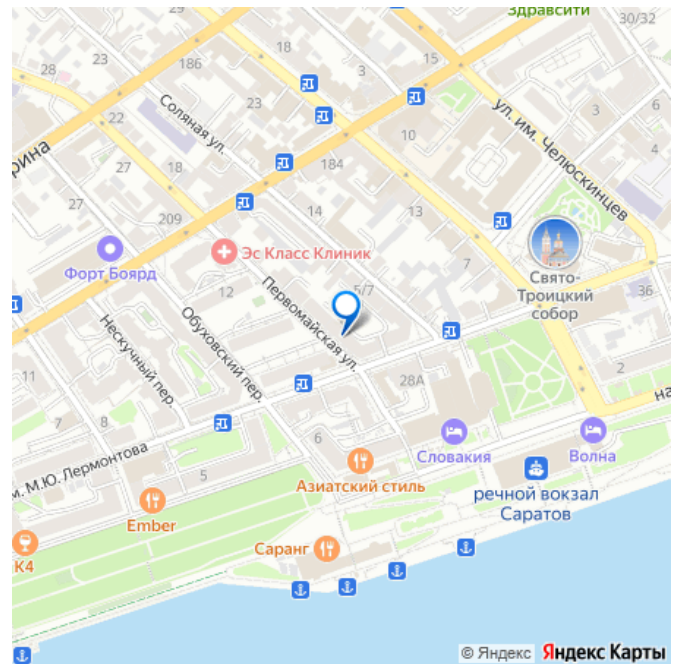 Здравсити
30/32
18
15
186
28
3
6
23
23
3
Соляная ул.
ул. им. Челюскинцев
22
10
4
рина
27
18
184
27
209
14
13
Эс Класс Клиник
7
Форт Боярд
12
5/7
Свято-
Троицкий
собор
36
Первомайская ул.
Обуховский пер.
Нескучный пер.
11
28А
на
7
8
6
Словакия
Волна
м. М.Ю. Лермонтова
5
Азиатский стиль
речной вокзал
Саратов
Ember
Саранг
К4
© Яндекс Яндекс Карты